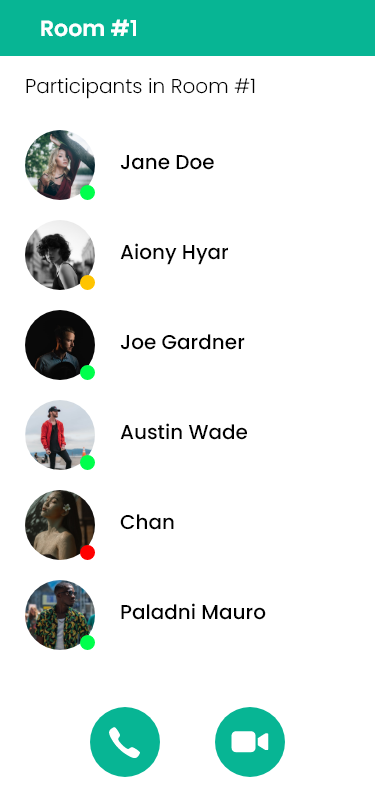 Room #1
Participants in Room #1
Jane Doe
Aiony Hyar
Joe Gardner
Austin Wade
Chan
Paladni Mauro